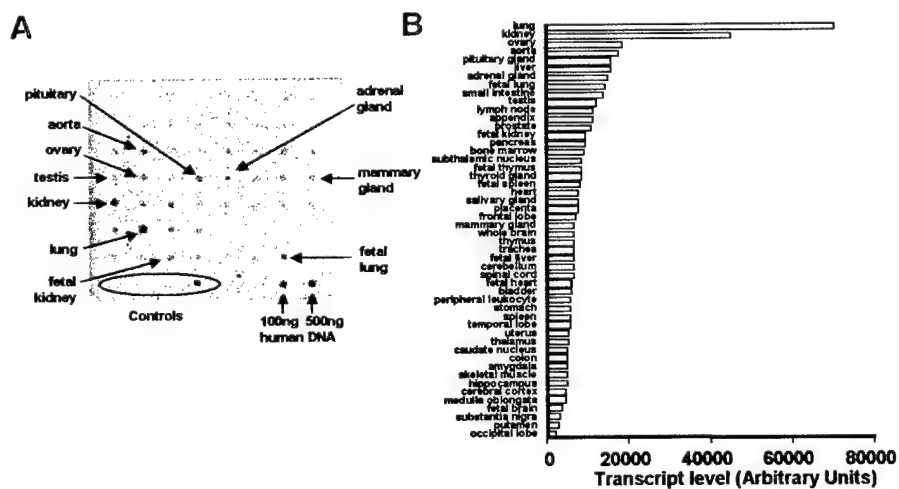 A
pituitary
adrenal
gland
aorta
ovary
testis
mammary
gland
kidney
lung
fetal
lung
fetal
kidney
Controls
100ng 500ng
human DNA
B
lung
kidney
ovary
aorta
pituitary gland
liver
adrenal gland
fetal lung
small intestine
testis
lymph node
appendix
prostate
fetal kidney
pancreas
bone marrow
subthalmic nucleus
fetal thymus
thyroid gland
fetal spleen
heart
salivary gland
placenta
frontal lobe
mammary gland
whole brain
thymus
trachea
fetal liver
cerebellum
spinal cord
fetal heart
bladder
peripheral leukocyte
stomach
spleen
temporal lobe
uterus
thalamus
caudate nucleus
colon
amygdala
skeletal muscle
hippocampus
cerebral cortex
medulla oblongata
fetal brain
substantia nigra
putamen
occipital lobe
0 20000 40000 60000 80000
Transcript level (Arbitrary Units)